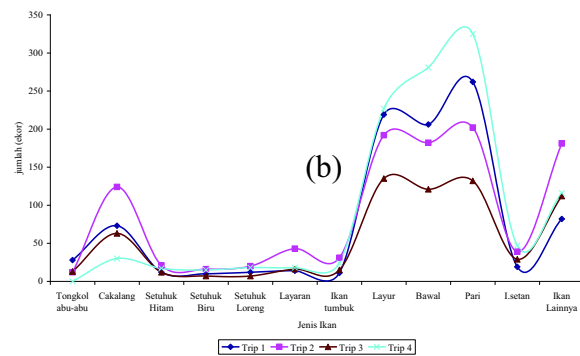 350
300
250
200
150
100
50
0
jumlah (ekor)
(b)
Tongkol abu-abu
Cakalang
Setuhuk Hitam
Setuhuk Biru
Setuhuk Loreng
Layaran
Ikan tumbuk
Layur
Bawal
Pari
I.setan
Ikan Lainnya
Jenis Ikan
Trip 1 Trip 2 Trip 3 Trip 4